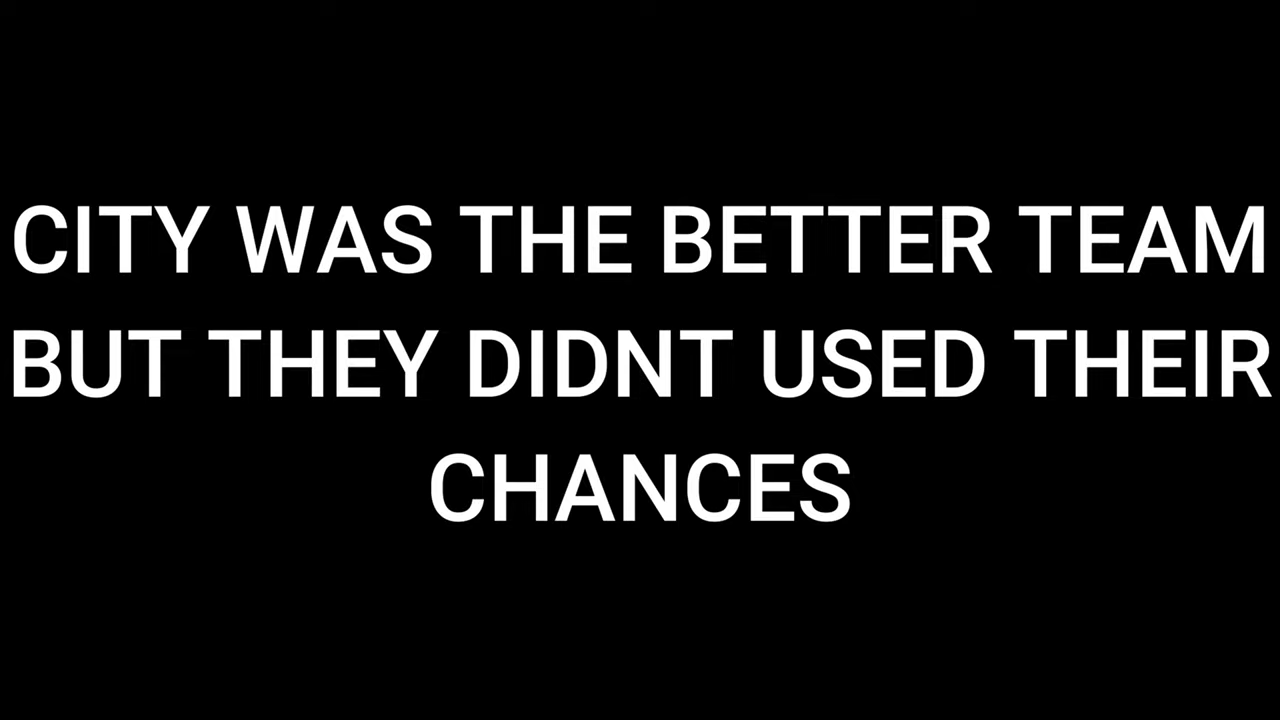 CITY WAS THE BETTER TEAM
BUT THEY DIDNT USED THEIR
CHANCES